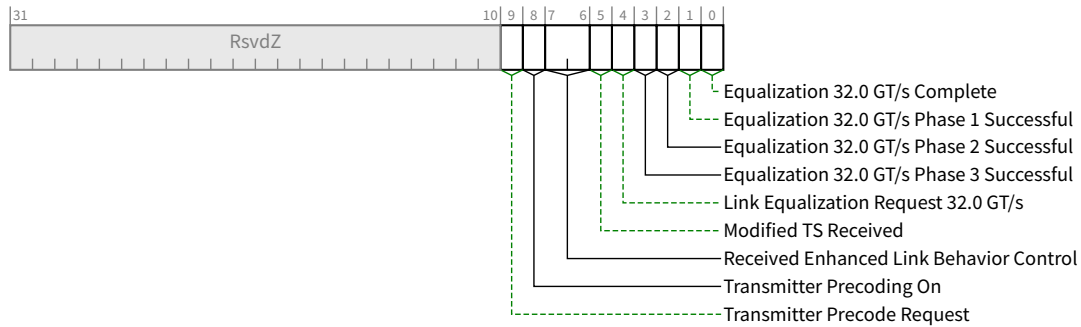 31 10 9 8 7 6 5 4 3 2 1 0
RsvdZ
Equalization 32.0 GT/s Complete
Equalization 32.0 GT/s Phase 1 Successful
Equalization 32.0 GT/s Phase 2 Successful
Equalization 32.0 GT/s Phase 3 Successful
Link Equalization Request 32.0 GT/s
Modified TS Received
Received Enhanced Link Behavior Control
Transmitter Precoding On
Transmitter Precode Request